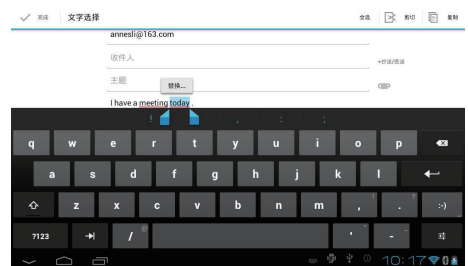 完成 文字选择 全选 剪切 复制
annesli@163.com
收件人 +抄送/密送
主题
替换...
I have a meeting today .
! , : ;
q w e r t y u i o p
a s d f g h j k l
z x c v b n m , ! . ? :-)
?123 / @ ' " - _
10:17